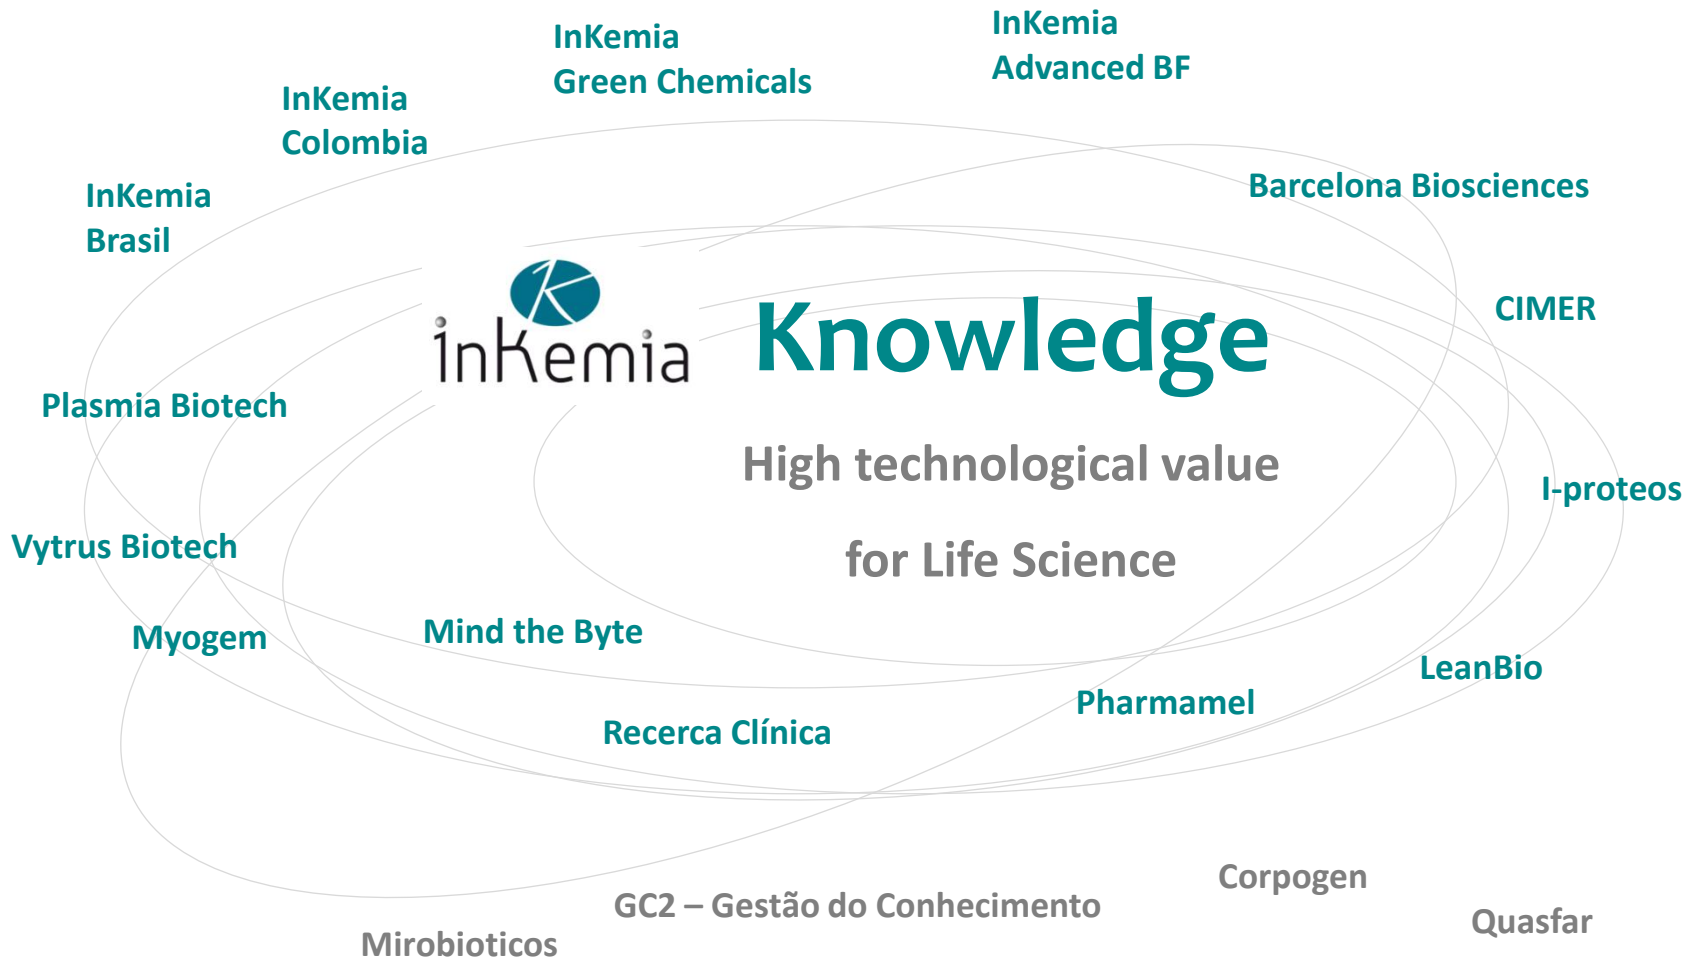 InKemia
Green Chemicals
InKemia
Advanced BF
InKemia
Colombia
InKemia
Brasil
Barcelona Biosciences
inKemia
Knowledge
CIMER
Plasmia Biotech
High technological value
I-proteos
for Life Science
Vytrus Biotech
Myogem
Mind the Byte
LeanBio
Pharmamel
Recerca Clínica
Corpogen
GC2 – Gestão do Conhecimento
Quasfar
Mirobioticos